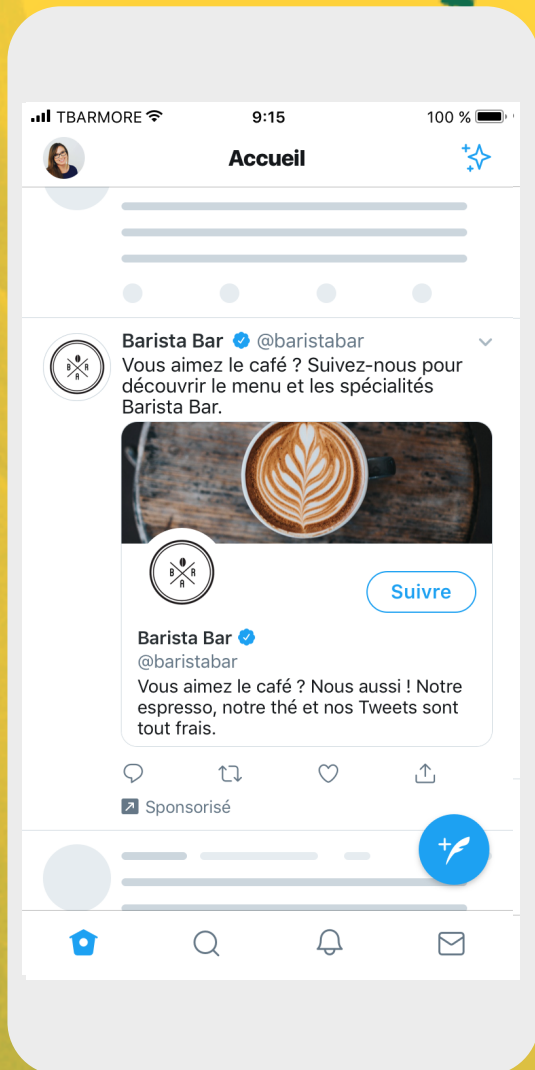 TBARMORE 9:15 100 %
Accueil
Barista Bar @baristabar
Vous aimez le café ? Suivez-nous pour
découvrir le menu et les spécialités
Barista Bar.
B A R
A
B A R
A
Suivre
Barista Bar
@baristabar
Vous aimez le café ? Nous aussi ! Notre
espresso, notre thé et nos Tweets sont
tout frais.
Sponsorisé